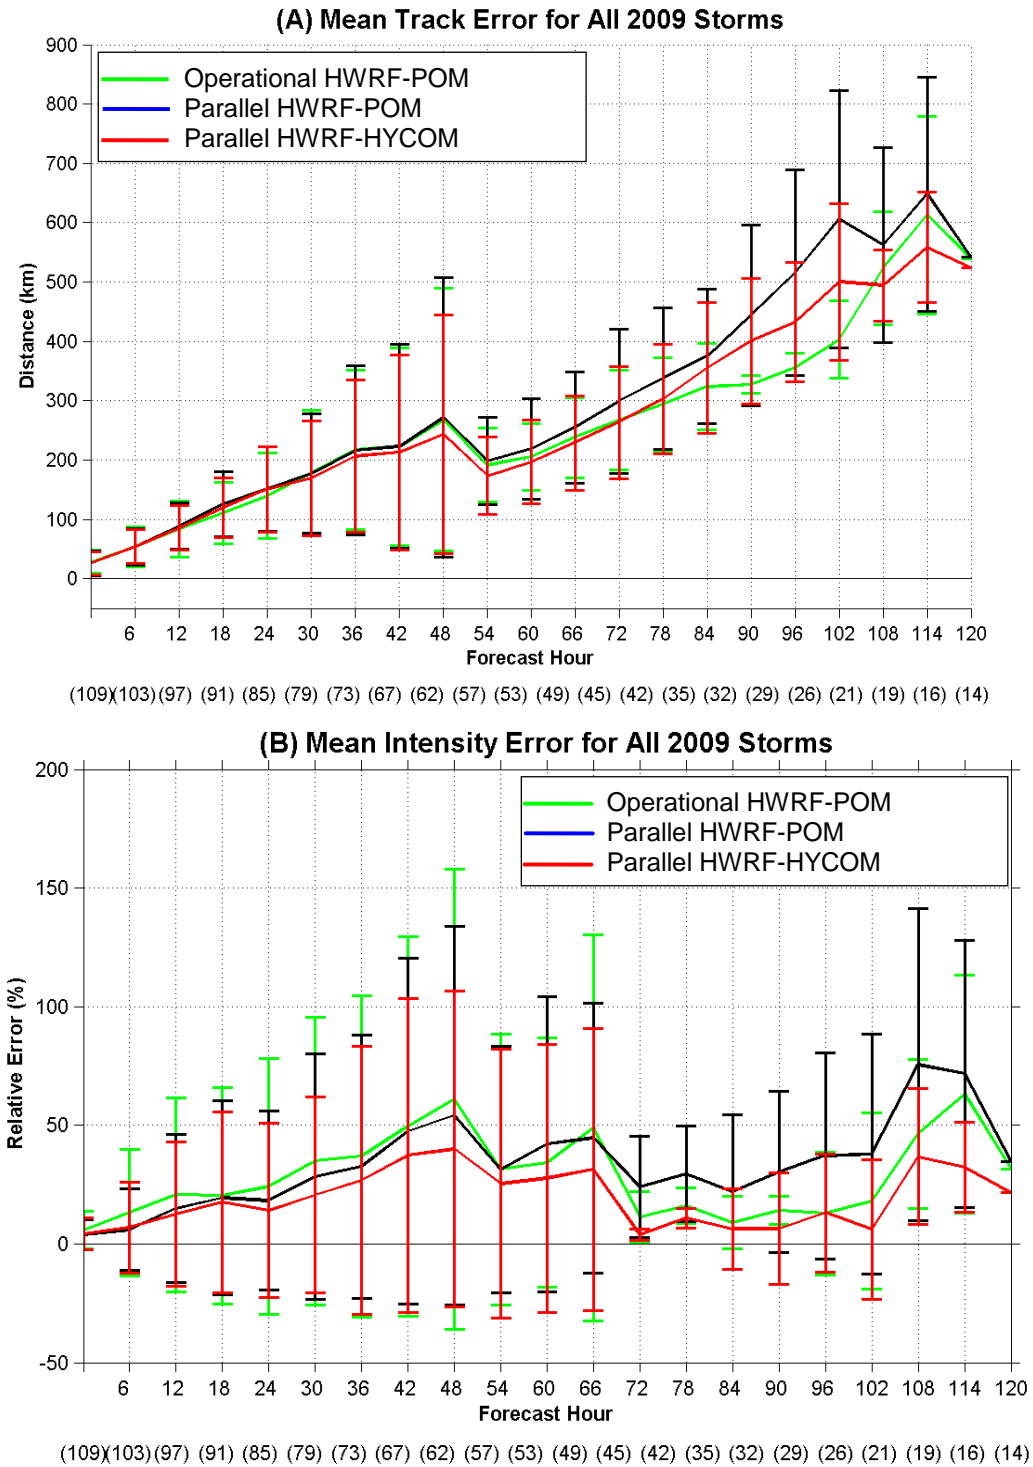 (A) Mean Track Error for All 2009 Storms
900
800
700
600
500
400
300
200
100
0
Distance (km)
Operational HWRF-POM
Parallel HWRF-POM
Parallel HWRF-HYCOM
6 12 18 24 30 36 42 48 54 60 66 72 78 84 90 96 102 108 114 120
Forecast Hour
(109)(103) (97) (91) (85) (79) (73) (67) (62) (57) (53) (49) (45) (42) (35) (32) (29) (26) (21) (19) (16) (14)
(B) Mean Intensity Error for All 2009 Storms
200
150
100
50
0
-50
Relative Error (%)
Operational HWRF-POM
Parallel HWRF-POM
Parallel HWRF-HYCOM
6 12 18 24 30 36 42 48 54 60 66 72 78 84 90 96 102 108 114 120
Forecast Hour
(109)(103) (97) (91) (85) (79) (73) (67) (62) (57) (53) (49) (45) (42) (35) (32) (29) (26) (21) (19) (16) (14)